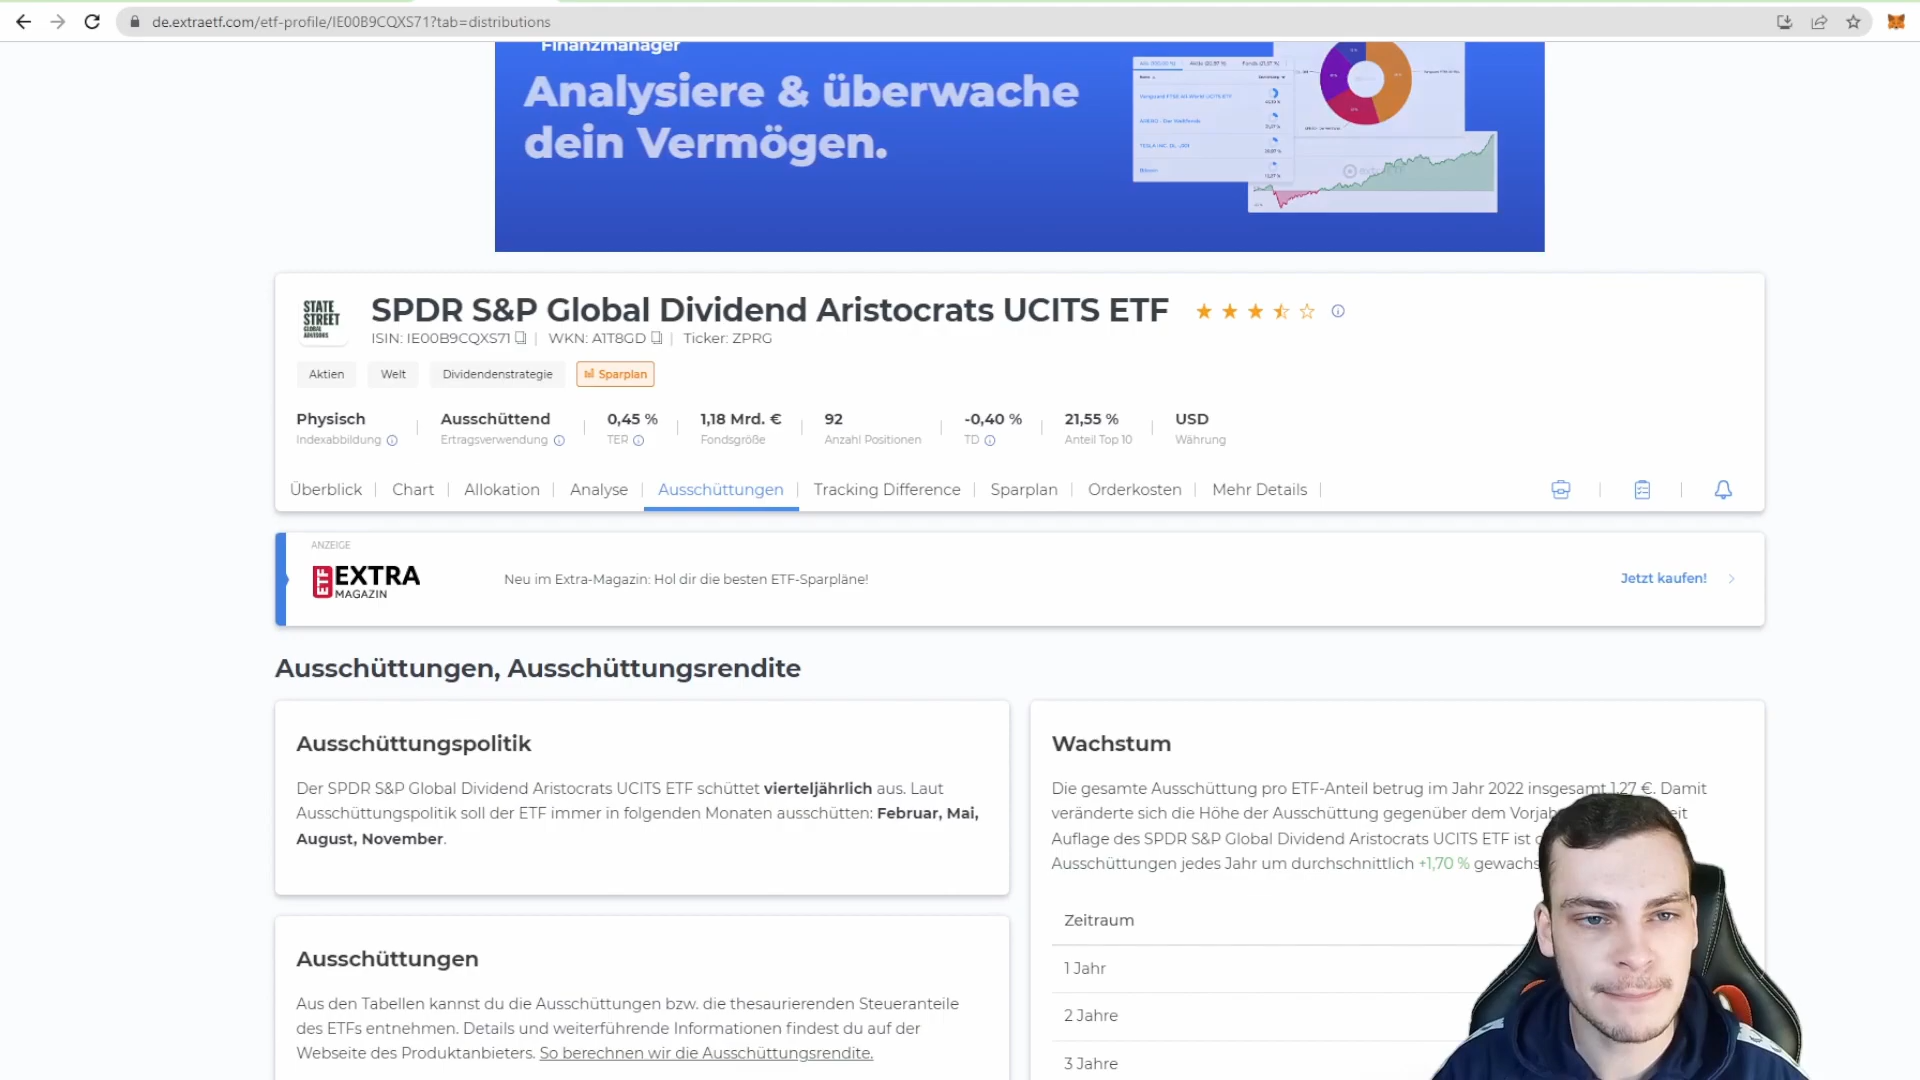 de.extraetf.com/etf-profile/IE00B9CQXS71?tab=distributions
Finanzmanager
Analysiere & überwache
dein Vermögen.
STATE
STREET
GLOBAL
ADVISORS
SPDR S&P Global Dividend Aristocrats UCITS ETF
ISIN: IE00B9CQXS71 | WKN: A1T8GD | Ticker: ZPRG
Aktien Welt Dividendenstrategie Sparplan
Physisch Ausschüttend 0,45 % 1,18 Mrd. € 92 -0,40 % 21,55 % USD
Indexabbildung Ertragsverwendung TER Fondsgröße Anzahl Positionen TD Anteil Top 10 Währung
Überblick Chart Allokation Analyse Ausschüttungen Tracking Difference Sparplan Orderkosten Mehr Details
ANZEIGE
ETF EXTRA
MAGAZIN
Neu im Extra-Magazin: Hol dir die besten ETF-Sparpläne!
Jetzt kaufen!
Ausschüttungen, Ausschüttungsrendite
Ausschüttungspolitik
Der SPDR S&P Global Dividend Aristocrats UCITS ETF schüttet vierteljährlich aus. Laut
Ausschüttungspolitik soll der ETF immer in folgenden Monaten ausschütten: Februar, Mai,
August, November.
Ausschüttungen
Aus den Tabellen kannst du die Ausschüttungen bzw. die thesaurierenden Steueranteile
des ETFs entnehmen. Details und weiterführende Informationen findest du auf der
Webseite des Produktanbieters. So berechnen wir die Ausschüttungsrendite.
Wachstum
Die gesamte Ausschüttung pro ETF-Anteil betrug im Jahr 2022 insgesamt 1,27 €. Damit
veränderte sich die Höhe der Ausschüttung gegenüber dem Vorjah
Auflage des SPDR S&P Global Dividend Aristocrats UCITS ETF ist
Ausschüttungen jedes Jahr um durchschnittlich +1,70 % gewachs
Zeitraum
1 Jahr
2 Jahre
3 Jahre